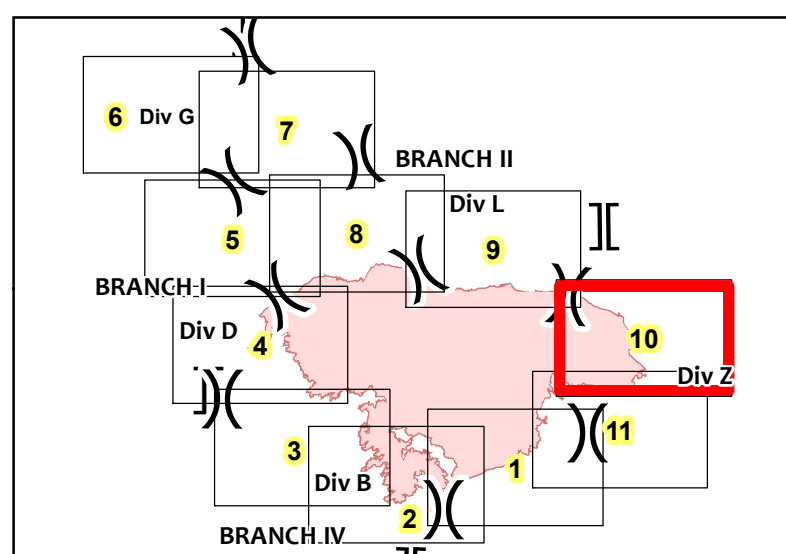 6
Div G
7
BRANCH II
Div L
5
8
9
BRANCH I
Div D
4
10
Div Z
3
11
1
Div B
2
BRANCH IV